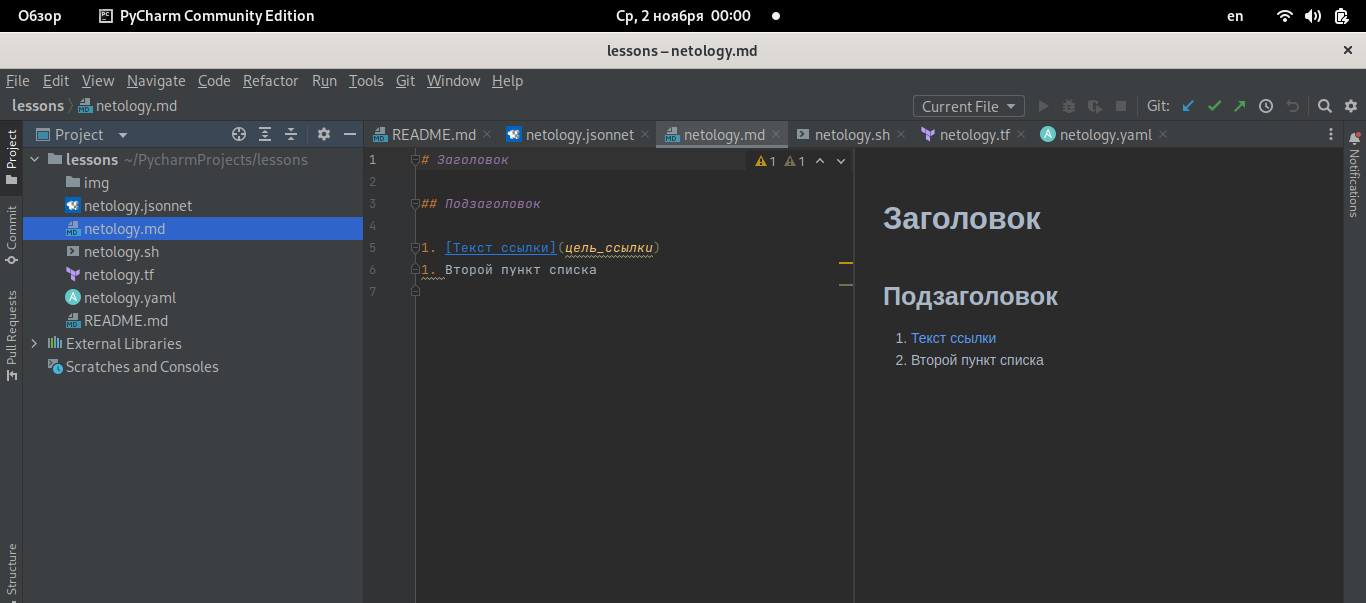 Обзор PyCharm Community Edition Ср, 2 ноября 00:00 en
lessons – netology.md
File Edit View Navigate Code Refactor Run Tools Git Window Help
lessons netology.md Current File Git:
Project README.md netology.jsonnet netology.md netology.sh netology.tf netology.yaml
Project
Commit
Pull Requests
Structure
lessons ~/PycharmProjects/lessons
img
netology.jsonnet
netology.md
netology.sh
netology.tf
netology.yaml
README.md
External Libraries
Scratches and Consoles
1 # Заголовок
2
3 ## Подзаголовок
4
5 1. [Текст ссылки](цель_ссылки)
6 1. Второй пункт списка
7
1 1
Заголовок
Подзаголовок
1. Текст ссылки
2. Второй пункт списка
Notifications